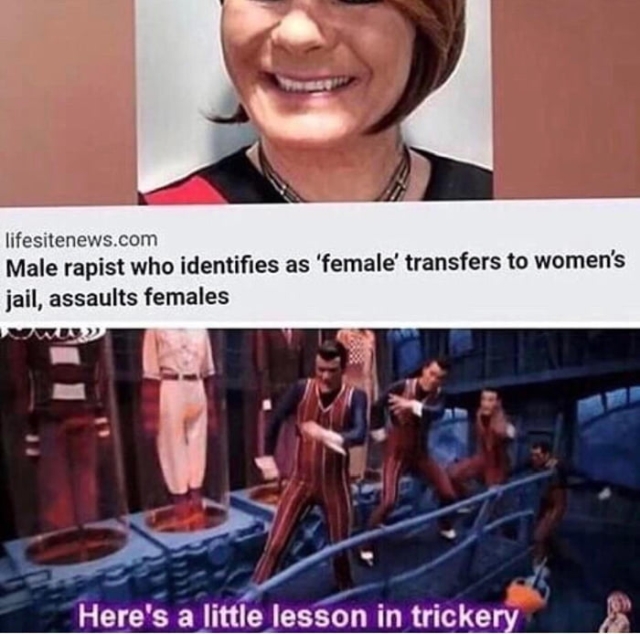 lifesitenews.com
Male rapist who identifies as 'female' transfers to women's
jail, assaults females
Here's a little lesson in trickery